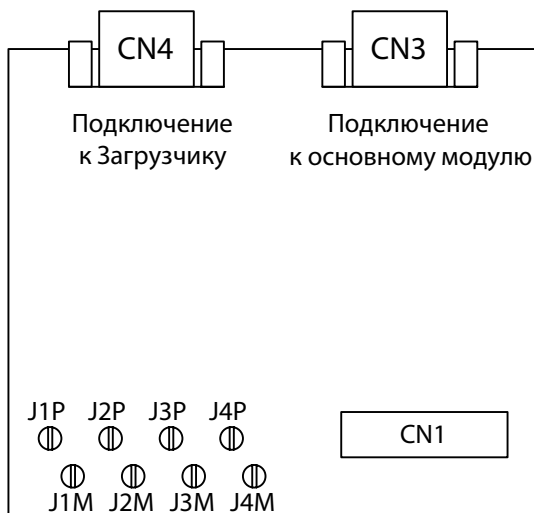 CN4 CN3
Подключение
к Загрузчику
Подключение
к основному модулю
J1P J2P J3P J4P
CN1
J1M J2M J3M J4M